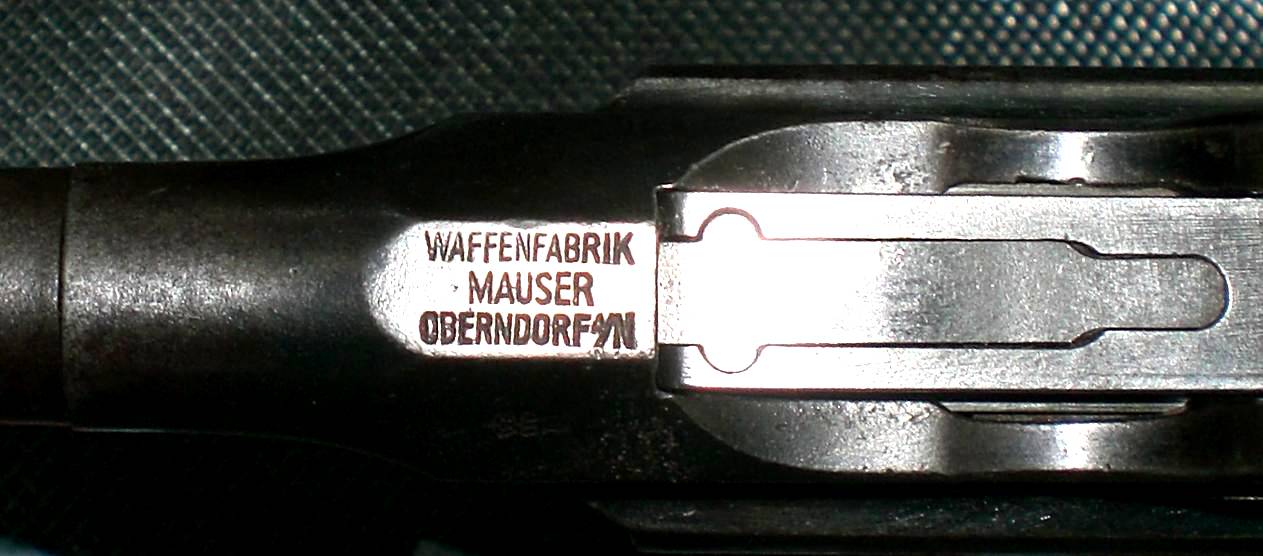 WAFFENFABRIK
MAUSER
OBERNDORF A/N